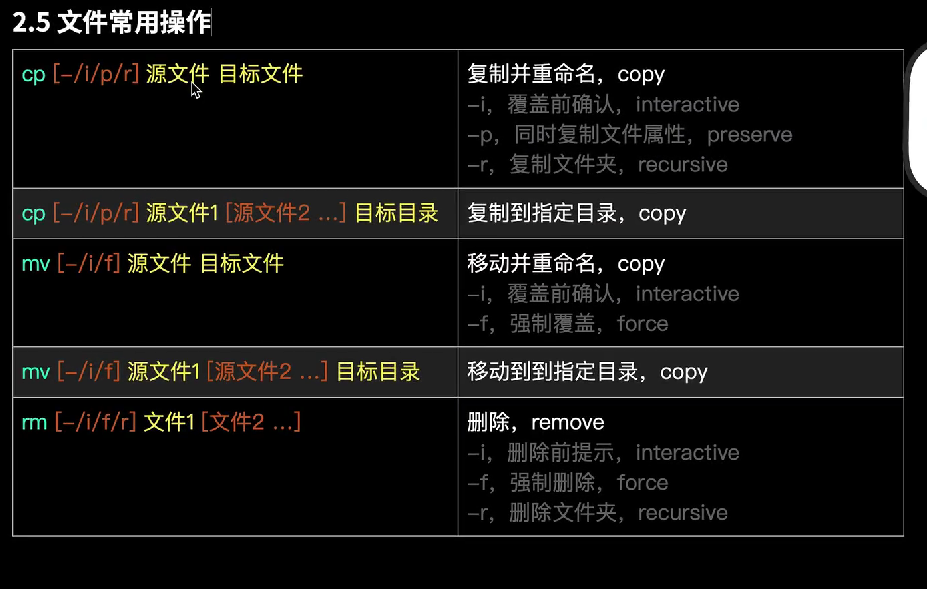 2.5 文件常用操作
cp [-/i/p/r] 源文件 目标文件
复制并重命名，copy
-i，覆盖前确认，interactive
-p，同时复制文件属性，preserve
-r，复制文件夹，recursive
cp [-/i/p/r] 源文件1 [源文件2 ...] 目标目录
复制到指定目录，copy
mv [-/i/f] 源文件 目标文件
移动并重命名，copy
-i，覆盖前确认，interactive
-f，强制覆盖，force
mv [-/i/f] 源文件1 [源文件2 ...] 目标目录
移动到到指定目录，copy
rm [-/i/f/r] 文件1 [文件2 ...]
删除，remove
-i，删除前提示，interactive
-f，强制删除，force
-r，删除文件夹，recursive